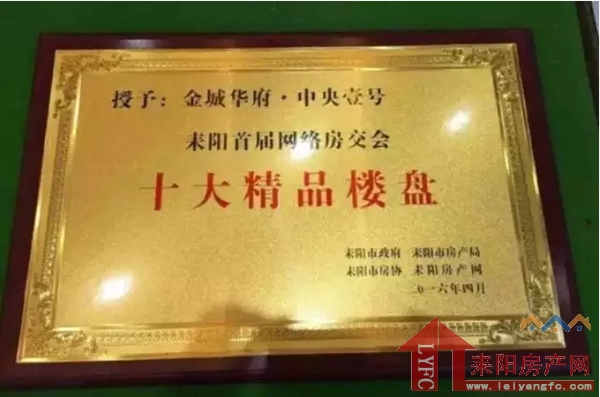 授予：金城华府·中央壹号
耒阳首届网络房交会
十大精品楼盘
耒阳市政府 耒阳市房产局
耒阳市房协 耒阳房产网
二〇一六年四月
LYFC
耒阳房产网
www.leiyangfc.com